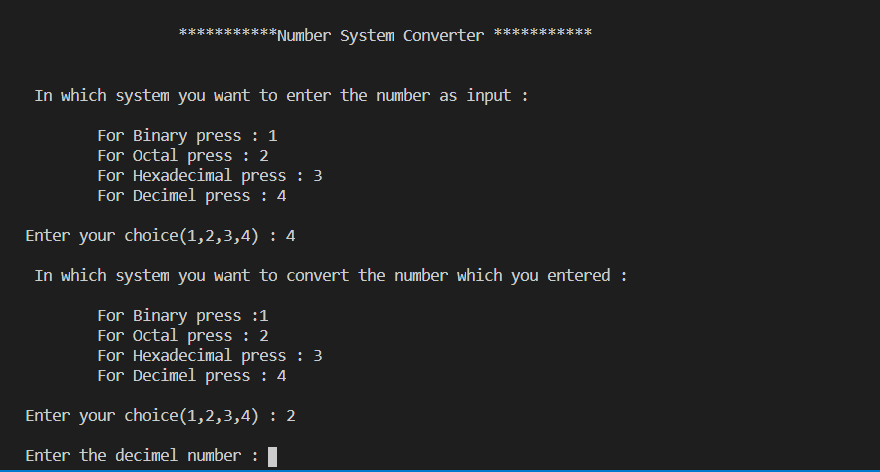 ***********Number System Converter ***********
In which system you want to enter the number as input :
For Binary press : 1
For Octal press : 2
For Hexadecimal press : 3
For Decimel press : 4
Enter your choice(1,2,3,4) : 4
In which system you want to convert the number which you entered :
For Binary press :1
For Octal press : 2
For Hexadecimal press : 3
For Decimel press : 4
Enter your choice(1,2,3,4) : 2
Enter the decimel number :